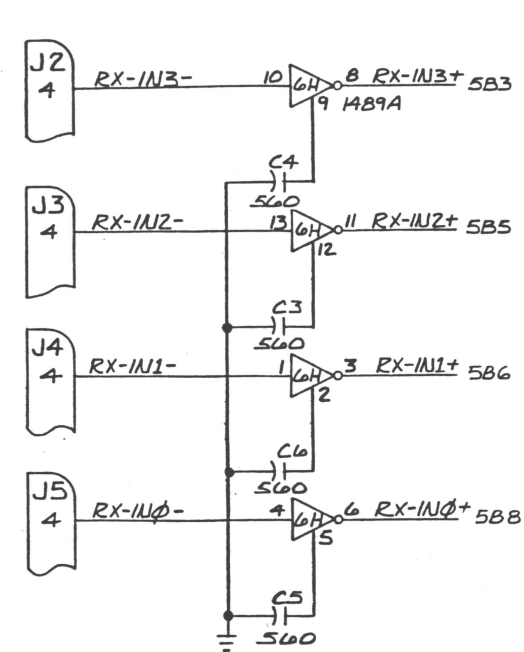 J2
4
RX-IN3-
10
6H
8
RX-IN3+
5B3
9
1489A
C4
560
J3
4
RX-IN2-
13
6H
11
RX-IN2+
5B5
12
C3
560
J4
4
RX-IN1-
1
6H
3
RX-IN1+
5B6
2
C6
560
J5
4
RX-INØ-
4
6H
6
RX-INØ+
5B8
5
C5
560